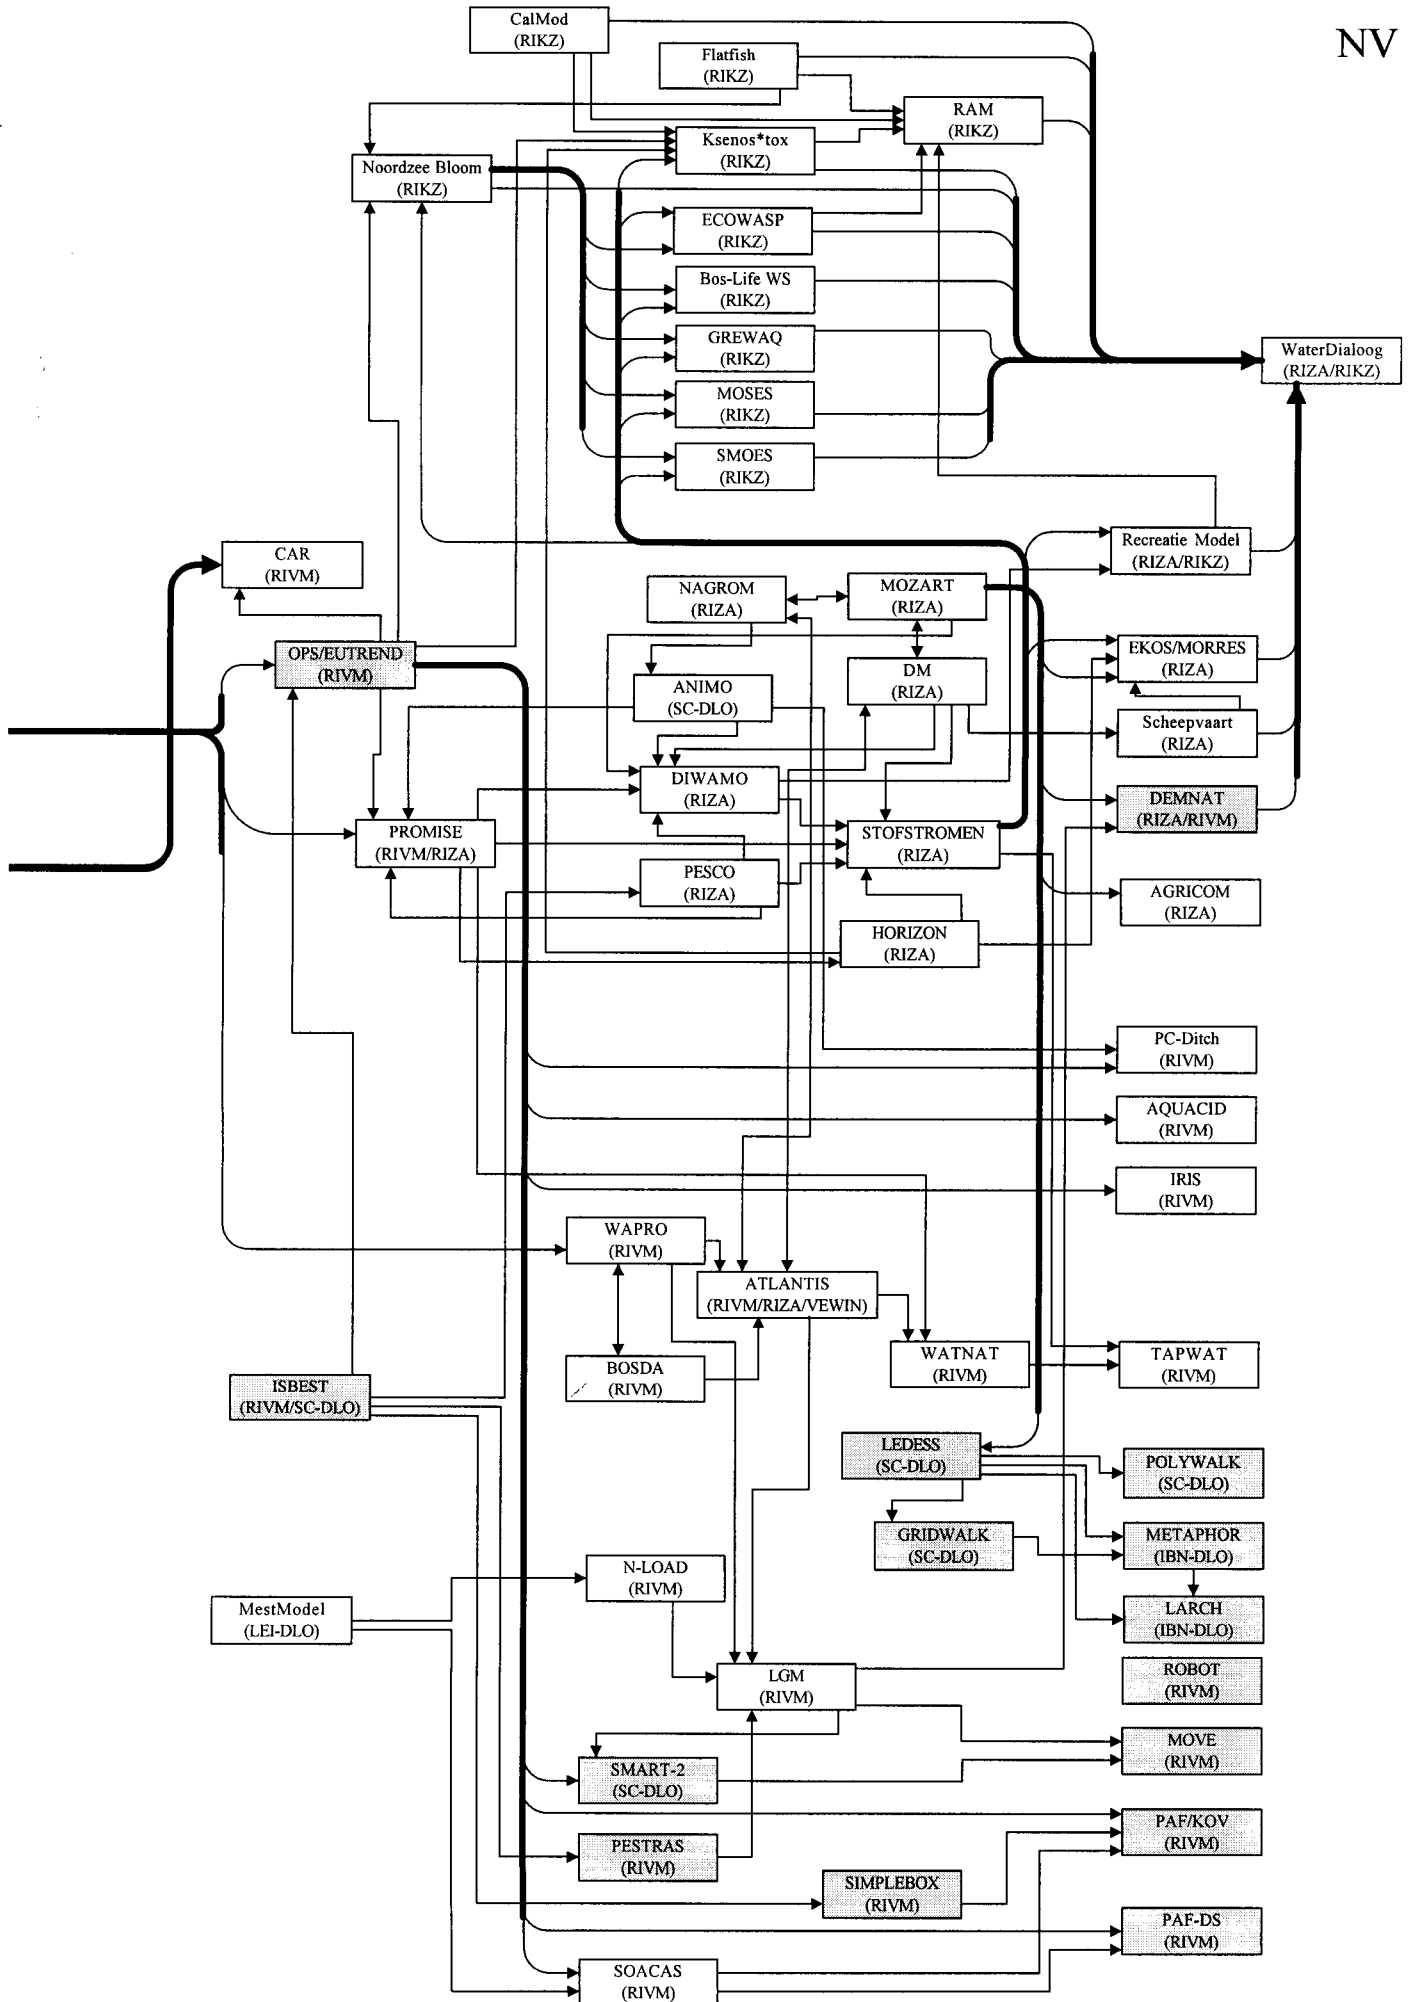 CalMod
(RIKZ)
NV
Flatfish
(RIKZ)
RAM
(RIKZ)
Ksenos*tox
(RIKZ)
Noordzee Bloom
(RIKZ)
ECOWASP
(RIKZ)
Bos-Life WS
(RIKZ)
GREWAQ
(RIKZ)
WaterDialoog
(RIZA/RIKZ)
MOSES
(RIKZ)
SMOES
(RIKZ)
Recreatie Model
(RIZA/RIKZ)
CAR
(RIVM)
NAGROM
(RIZA)
MOZART
(RIZA)
OPS/EUTREND
(RIVM)
EKOS/MORRES
(RIZA)
DM
(RIZA)
ANIMO
(SC-DLO)
Scheepvaart
(RIZA)
DIWAMO
(RIZA)
DEMNAT
(RIZA/RIVM)
PROMISE
(RIVM/RIZA)
STOFSTROMEN
(RIZA)
PESCO
(RIZA)
AGRICOM
(RIZA)
HORIZON
(RIZA)
PC-Ditch
(RIVM)
AQUACID
(RIVM)
IRIS
(RIVM)
WAPRO
(RIVM)
ATLANTIS
(RIVM/RIZA/VEWIN)
BOSDA
(RIVM)
WATNAT
(RIVM)
TAPWAT
(RIVM)
ISBEST
(RIVM/SC-DLO)
LEDESS
(SC-DLO)
POLYWALK
(SC-DLO)
GRIDWALK
(SC-DLO)
METAPHOR
(IBN-DLO)
N-LOAD
(RIVM)
MestModel
(LEI-DLO)
LARCH
(IBN-DLO)
LGM
(RIVM)
ROBOT
(RIVM)
MOVE
(RIVM)
SMART-2
(SC-DLO)
PAF/KOV
(RIVM)
PESTRAS
(RIVM)
SIMPLEBOX
(RIVM)
PAF-DS
(RIVM)
SOACAS
(RIVM)